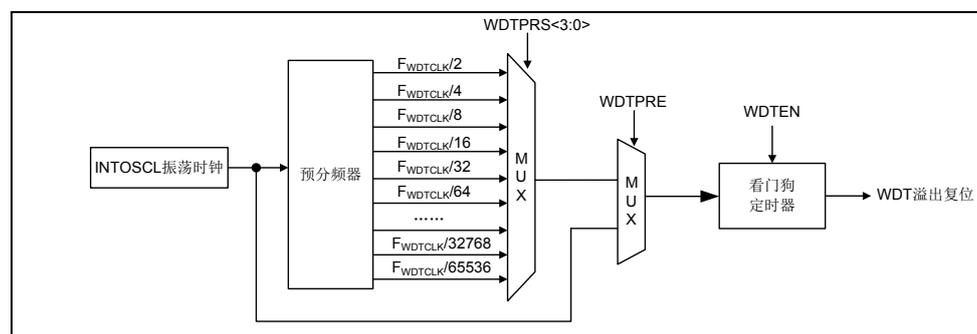 WDTPRS<3:0>
FWDTCLK/2
FWDTCLK/4
FWDTCLK/8
FWDTCLK/16
FWDTCLK/32
FWDTCLK/64
……
FWDTCLK/32768
FWDTCLK/65536
INTOSCL振荡时钟
预分频器
MUX
WDTPRE
MUX
WDTEN
看门狗
定时器
WDT溢出复位